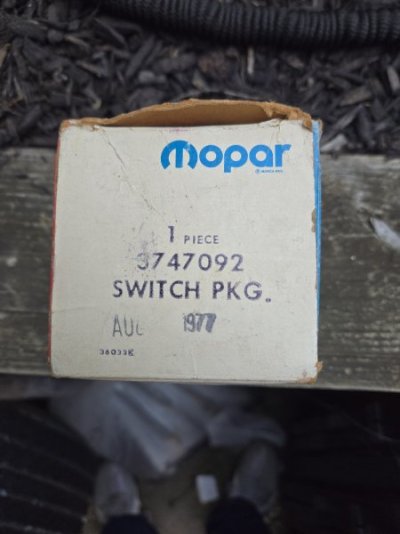 mopar
1 PIECE
3747092
SWITCH PKG.
AUG 1977
36033E